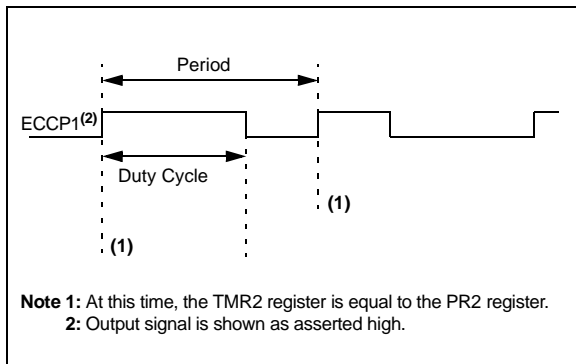 Period
ECCP1(2)
Duty Cycle
(1)
(1)
Note 1: At this time, the TMR2 register is equal to the PR2 register.
2: Output signal is shown as asserted high.